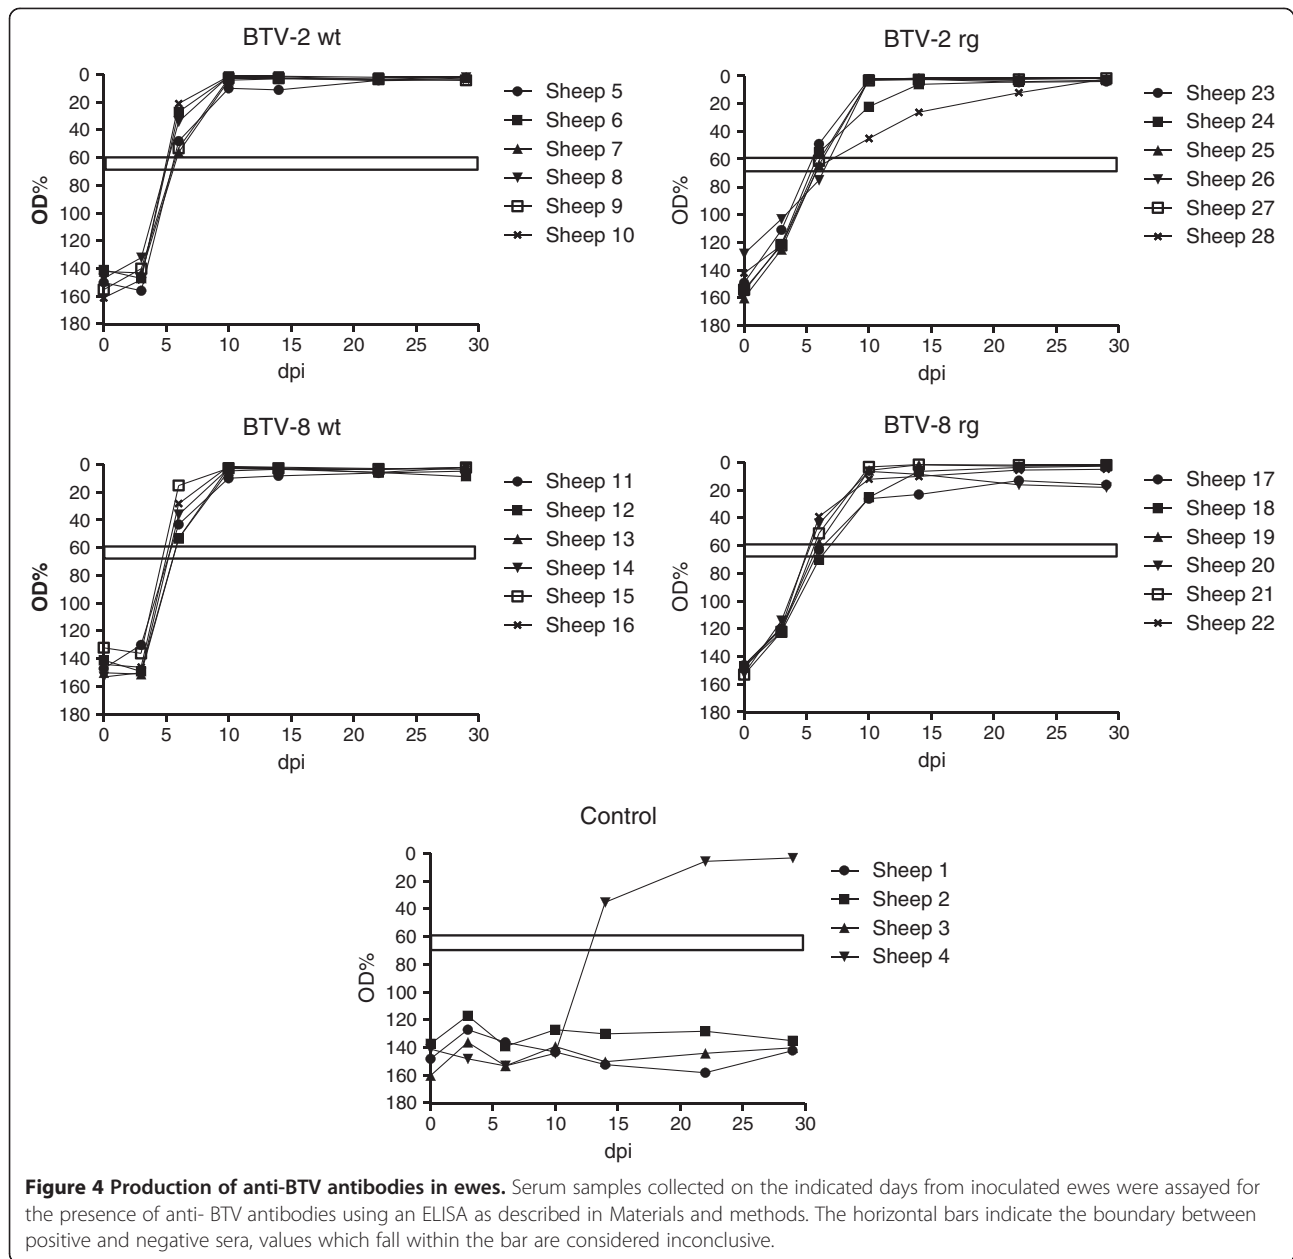 BTV-2 wt
0
20
40
60
80
100
120
140
160
180
OD%
0 5 10 15 20 25 30
dpi
Sheep 5
Sheep 6
Sheep 7
Sheep 8
Sheep 9
Sheep 10
BTV-2 rg
0
20
40
60
80
100
120
140
160
180
OD%
0 5 10 15 20 25 30
dpi
Sheep 23
Sheep 24
Sheep 25
Sheep 26
Sheep 27
Sheep 28
BTV-8 wt
0
20
40
60
80
100
120
140
160
180
OD%
0 5 10 15 20 25 30
dpi
Sheep 11
Sheep 12
Sheep 13
Sheep 14
Sheep 15
Sheep 16
BTV-8 rg
0
20
40
60
80
100
120
140
160
180
OD%
0 5 10 15 20 25 30
dpi
Sheep 17
Sheep 18
Sheep 19
Sheep 20
Sheep 21
Sheep 22
Control
0
20
40
60
80
100
120
140
160
180
OD%
0 5 10 15 20 25 30
dpi
Sheep 1
Sheep 2
Sheep 3
Sheep 4
Figure 4 Production of anti-BTV antibodies in ewes. Serum samples collected on the indicated days from inoculated ewes were assayed for
the presence of anti- BTV antibodies using an ELISA as described in Materials and methods. The horizontal bars indicate the boundary between
positive and negative sera, values which fall within the bar are considered inconclusive.